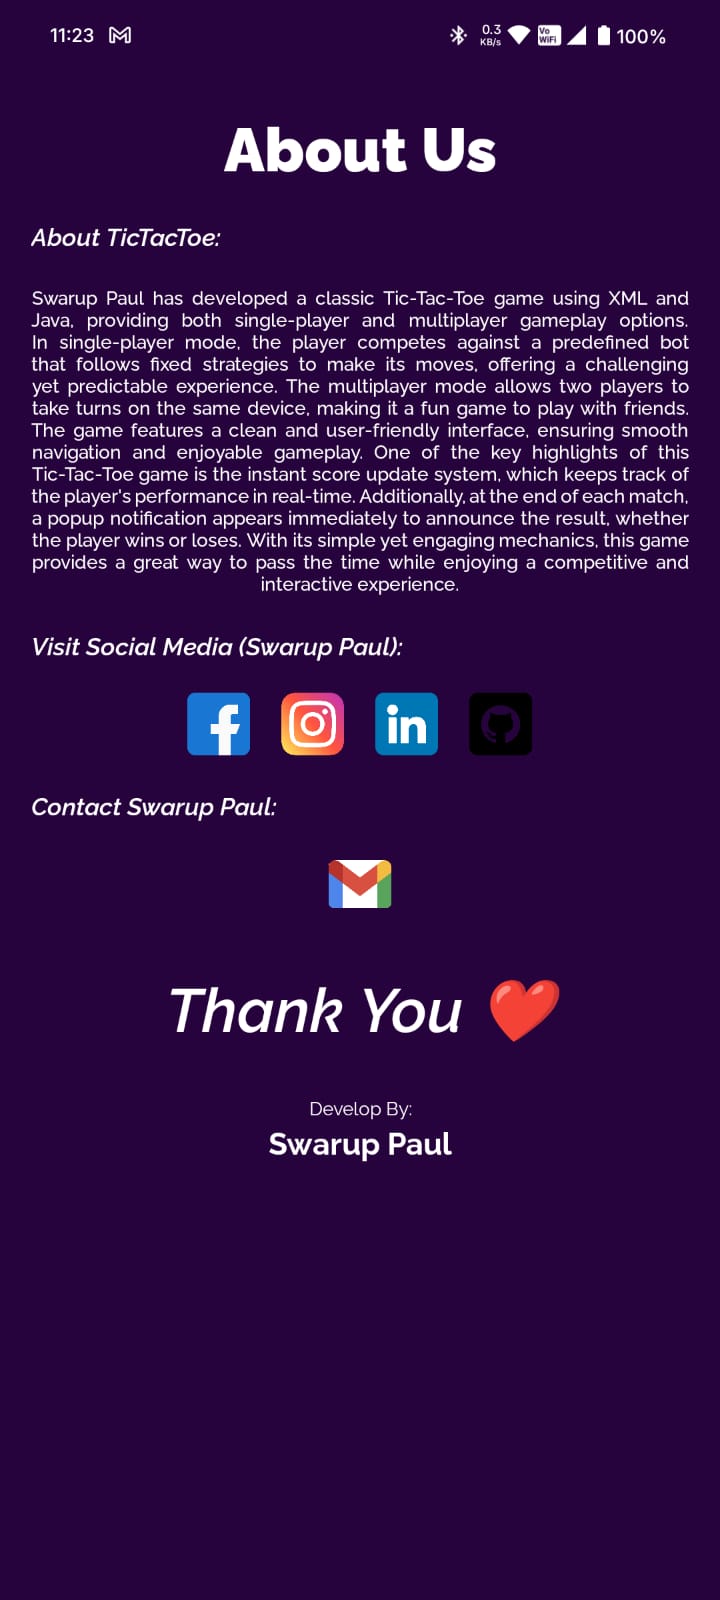 11:23 0.3 KB/s Vo WiFi 100%
About Us
About TicTacToe:
Swarup Paul has developed a classic Tic-Tac-Toe game using XML and
Java, providing both single-player and multiplayer gameplay options.
In single-player mode, the player competes against a predefined bot
that follows fixed strategies to make its moves, offering a challenging
yet predictable experience. The multiplayer mode allows two players to
take turns on the same device, making it a fun game to play with friends.
The game features a clean and user-friendly interface, ensuring smooth
navigation and enjoyable gameplay. One of the key highlights of this
Tic-Tac-Toe game is the instant score update system, which keeps track of
the player's performance in real-time. Additionally, at the end of each match,
a popup notification appears immediately to announce the result, whether
the player wins or loses. With its simple yet engaging mechanics, this game
provides a great way to pass the time while enjoying a competitive and
interactive experience.
Visit Social Media (Swarup Paul):
Contact Swarup Paul:
Thank You ❤️
Develop By:
Swarup Paul